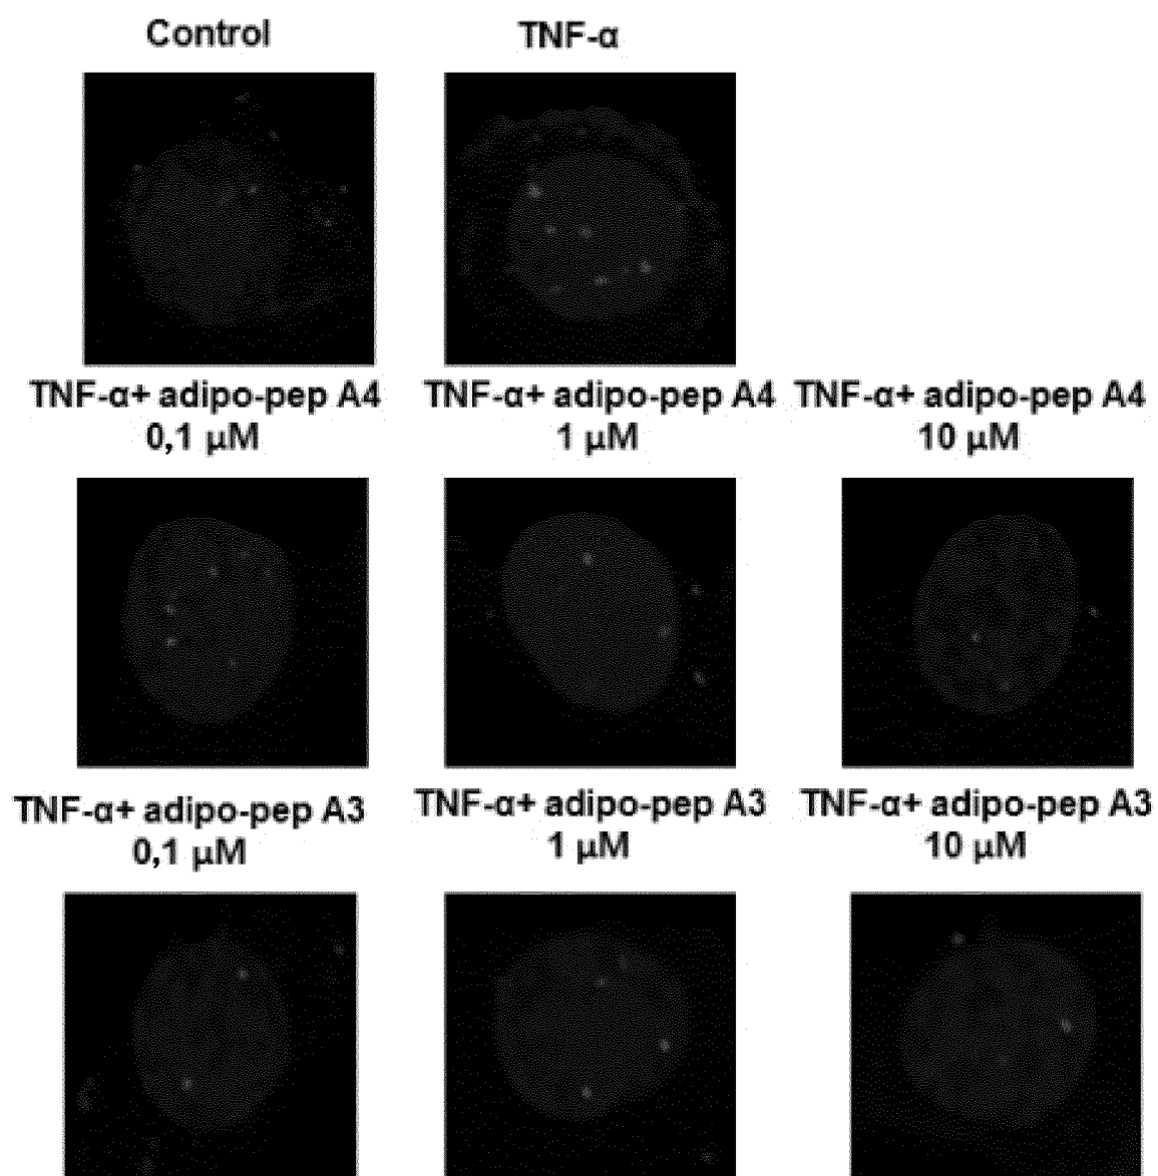 Control
TNF-α
TNF-α+ adipo-pep A4
0,1 µM
TNF-α+ adipo-pep A4
1 µM
TNF-α+ adipo-pep A4
10 µM
TNF-α+ adipo-pep A3
0,1 µM
TNF-α+ adipo-pep A3
1 µM
TNF-α+ adipo-pep A3
10 µM